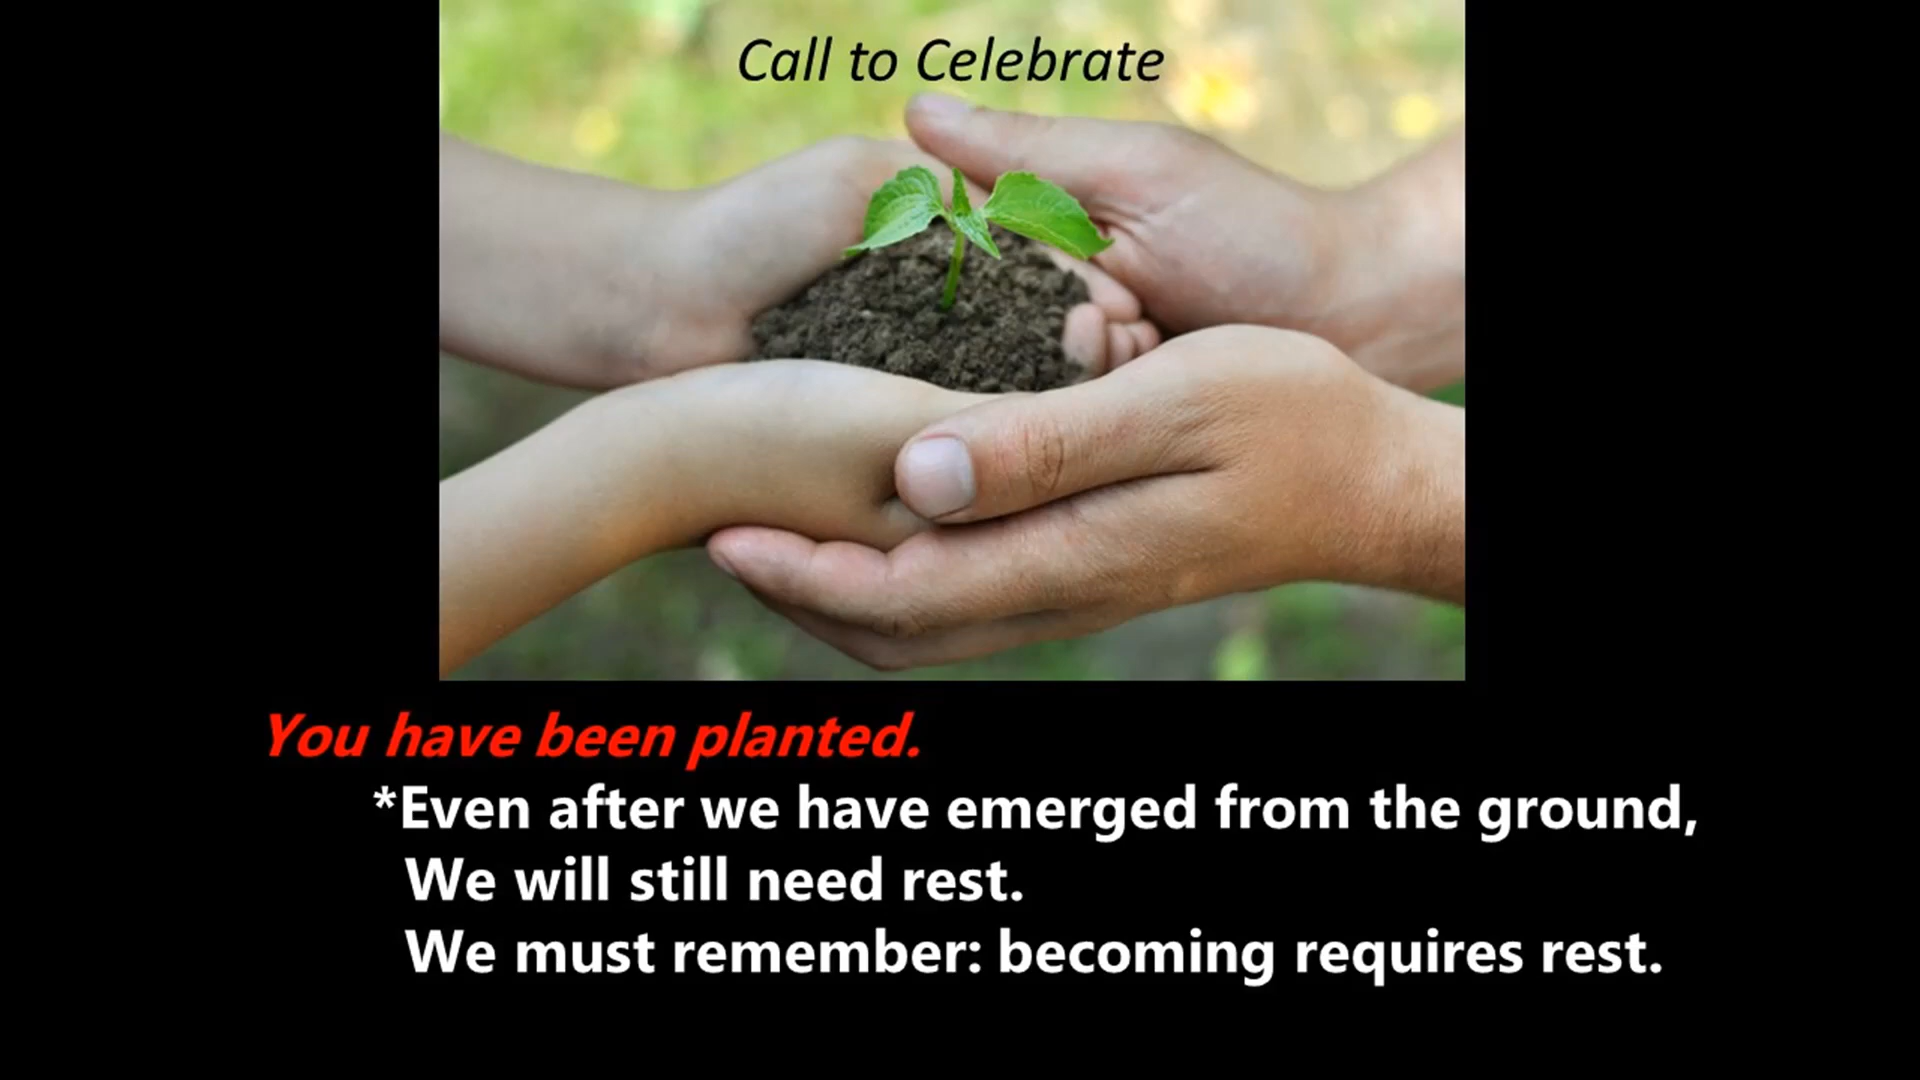 Call to Celebrate
You have been planted.
*Even after we have emerged from the ground,
We will still need rest.
We must remember: becoming requires rest.